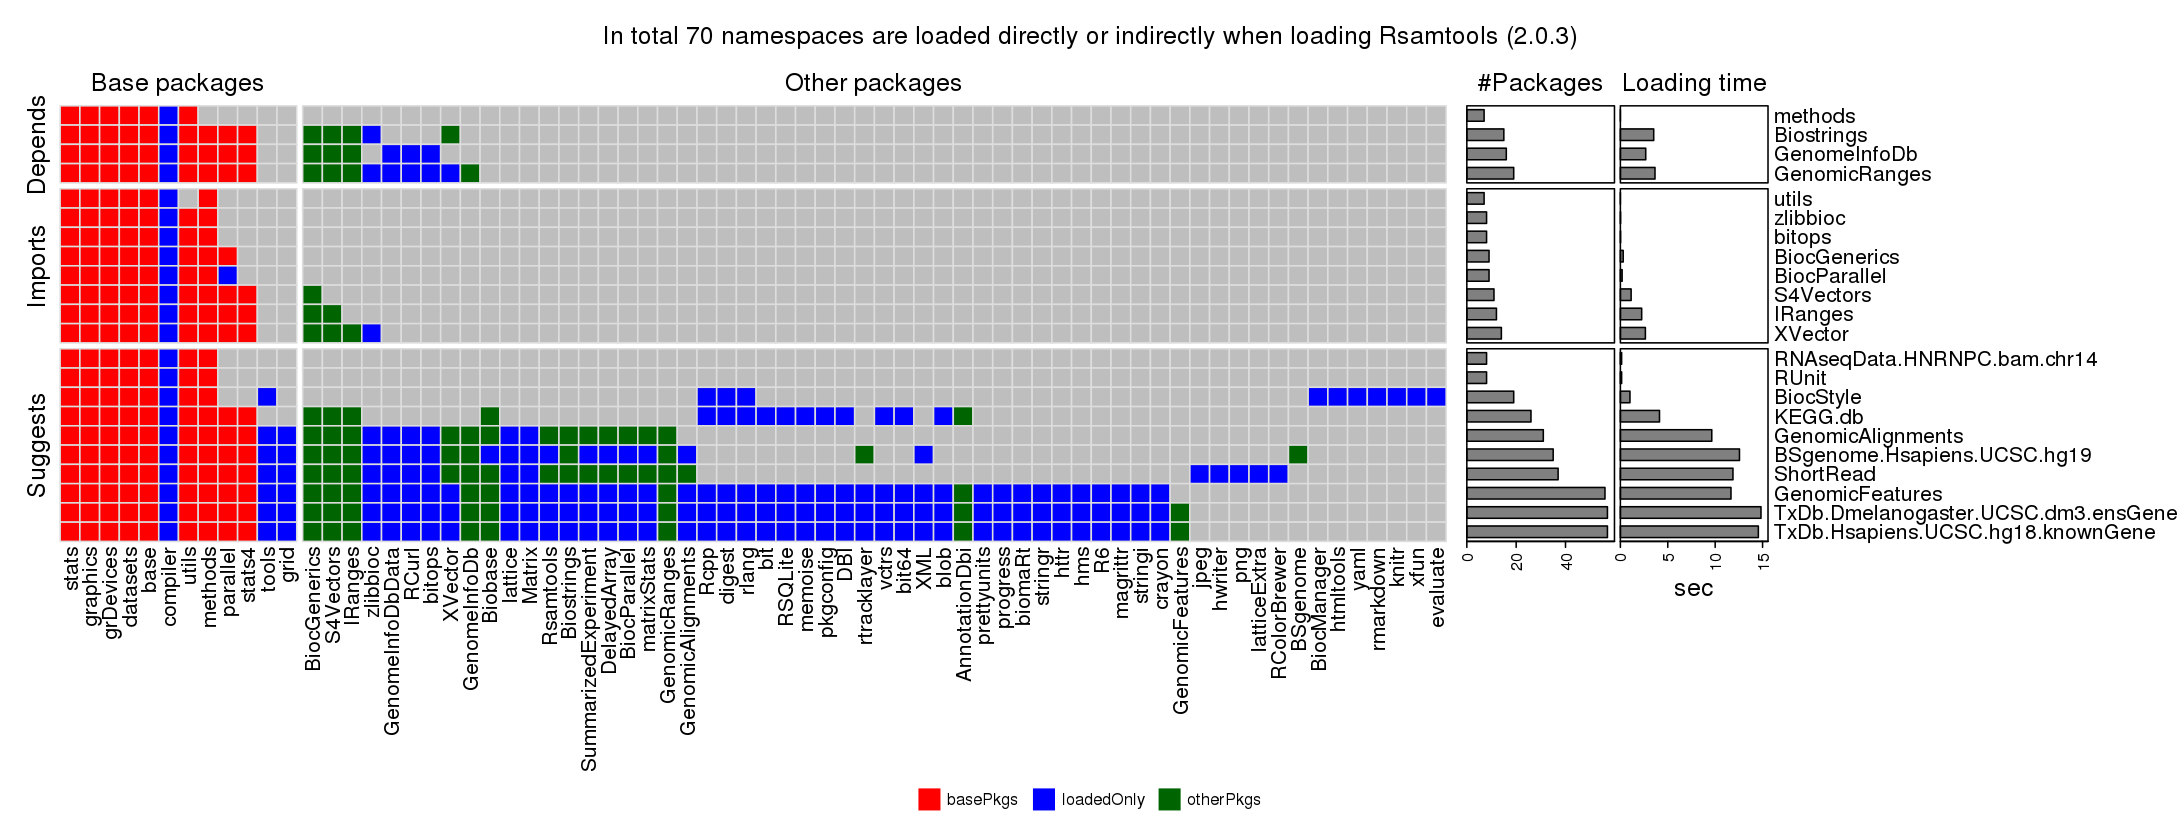 In total 70 namespaces are loaded directly or indirectly when loading Rsamtools (2.0.3)
Base packages
Other packages
#Packages
Loading time
Depends
methods
Biostrings
GenomeInfoDb
GenomicRanges
Imports
utils
zlibbioc
bitops
BiocGenerics
BiocParallel
S4Vectors
IRanges
XVector
Suggests
RNAseqData.HNRNPC.bam.chr14
RUnit
BiocStyle
KEGG.db
GenomicAlignments
BSgenome.Hsapiens.UCSC.hg19
ShortRead
GenomicFeatures
TxDb.Dmelanogaster.UCSC.dm3.ensGene
TxDb.Hsapiens.UCSC.hg18.knownGene
stats
graphics
grDevices
datasets
base
compiler
utils
methods
parallel
stats4
tools
grid
BiocGenerics
S4Vectors
IRanges
zlibbioc
GenomeInfoDbData
RCurl
bitops
XVector
GenomeInfoDb
Biobase
lattice
Matrix
Rsamtools
Biostrings
SummarizedExperiment
DelayedArray
BiocParallel
matrixStats
GenomicRanges
GenomicAlignments
Rcpp
digest
rlang
bit
RSQLite
memoise
pkgconfig
DBI
rtracklayer
vctrs
bit64
XML
blob
AnnotationDbi
prettyunits
progress
biomaRt
stringr
httr
hms
R6
magrittr
stringi
crayon
GenomicFeatures
jpeg
hwriter
png
latticeExtra
RColorBrewer
BSgenome
BiocManager
htmltools
yaml
rmarkdown
knitr
xfun
evaluate
0
20
40
0
5
10
15
sec
basePkgs
loadedOnly
otherPkgs